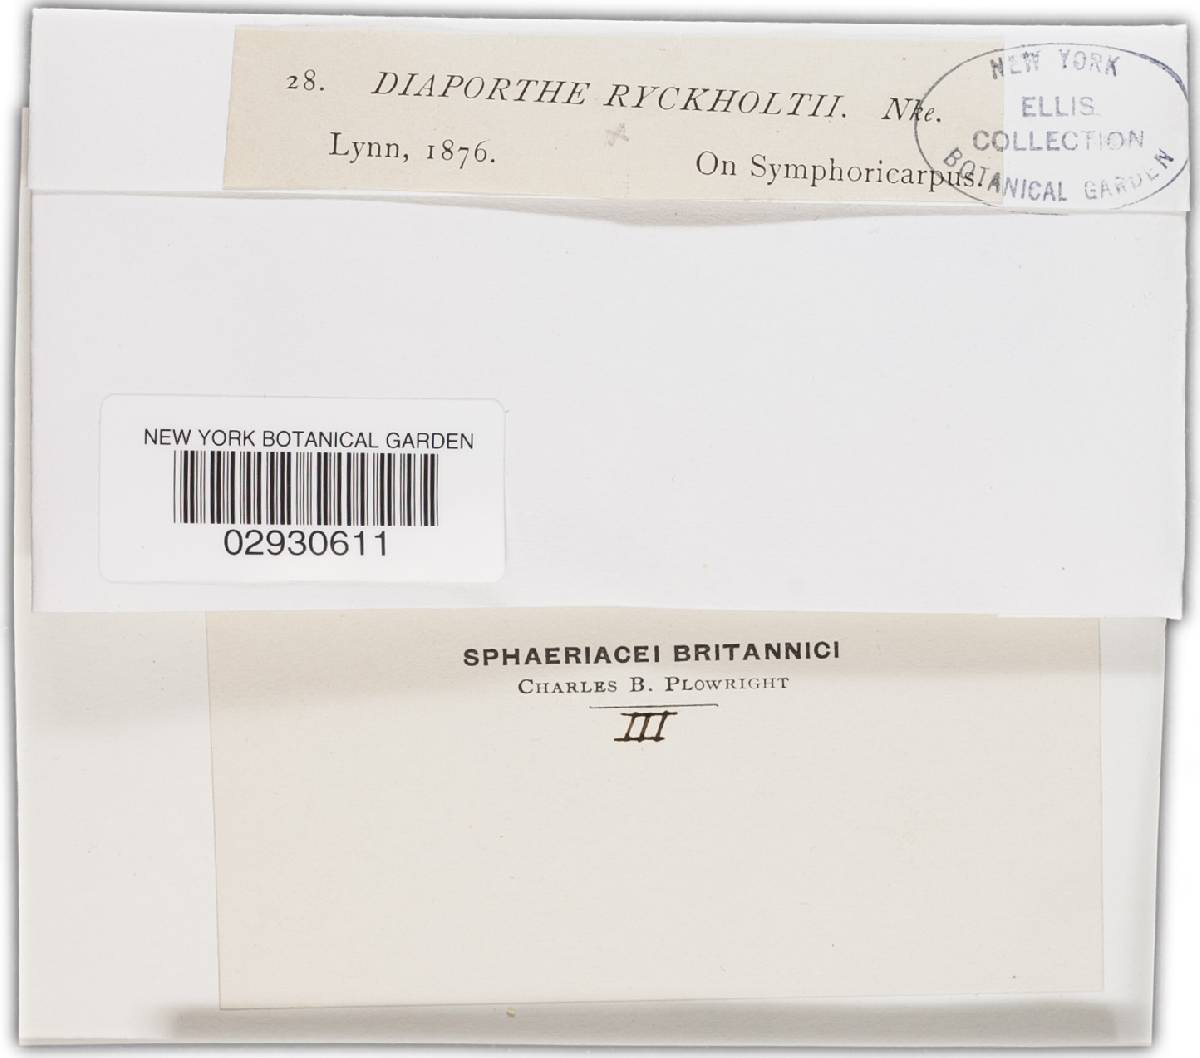 28. DIAPORTHE RYCKHOLTII. Nke.
Lynn, 1876. On Symphoricarpus.
NEW YORK
ELLIS
COLLECTION
BOTANICAL GARDEN
NEW YORK BOTANICAL GARDEN
02930611
SPHAERIACEI BRITANNICI
CHARLES B. PLOWRIGHT
III